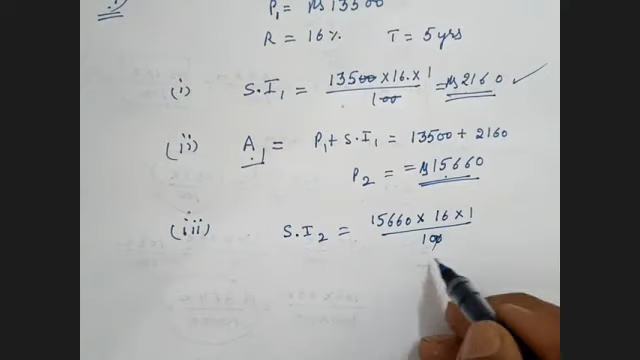 P₁ = ₨ 13500
R = 16% T = 5 yrs
(i) S.I₁ = 13500 × 16 × 1 / 100 = ₨ 2160 ✓
(ii) A₁ = P₁ + S.I₁ = 13500 + 2160
P₂ = = ₨ 15660
(iii) S.I₂ = 15660 × 16 × 1 / 100